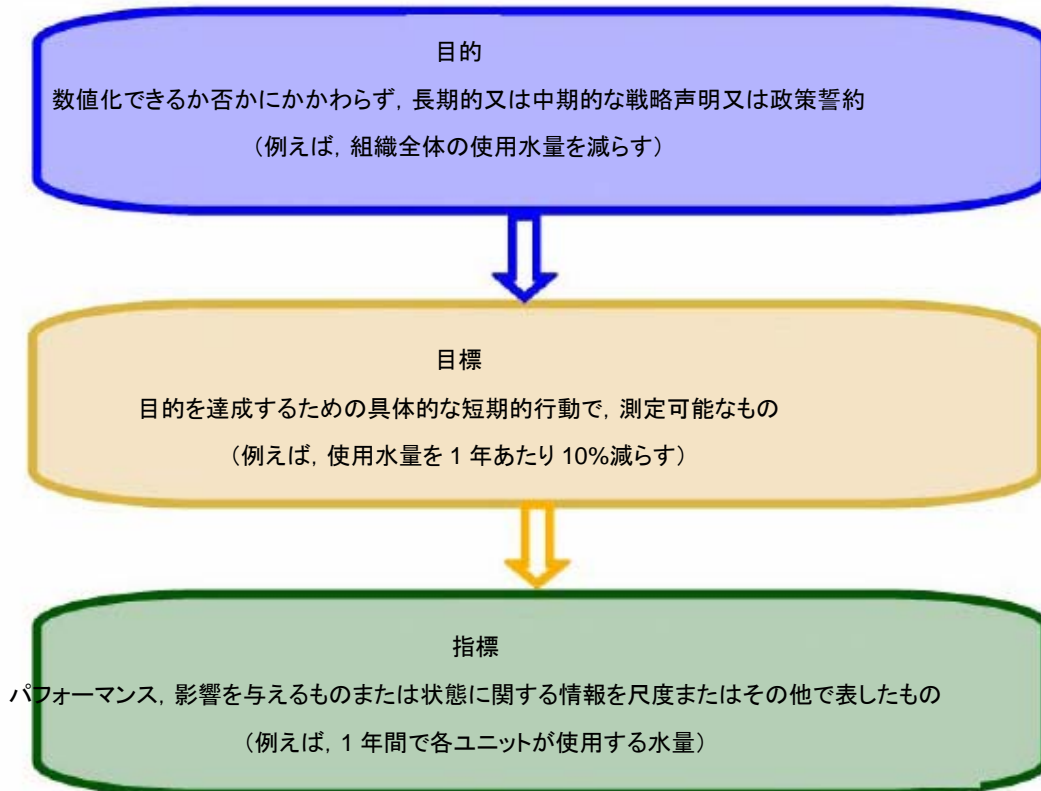 目的
数値化できるか否かにかかわらず，長期的又は中期的な戦略声明又は政策誓約
（例えば，組織全体の使用水量を減らす）
目標
目的を達成するための具体的な短期的行動で，測定可能なもの
（例えば，使用水量を 1 年あたり 10%減らす）
指標
パフォーマンス，影響を与えるものまたは状態に関する情報を尺度またはその他で表したもの
（例えば，1 年間で各ユニットが使用する水量）